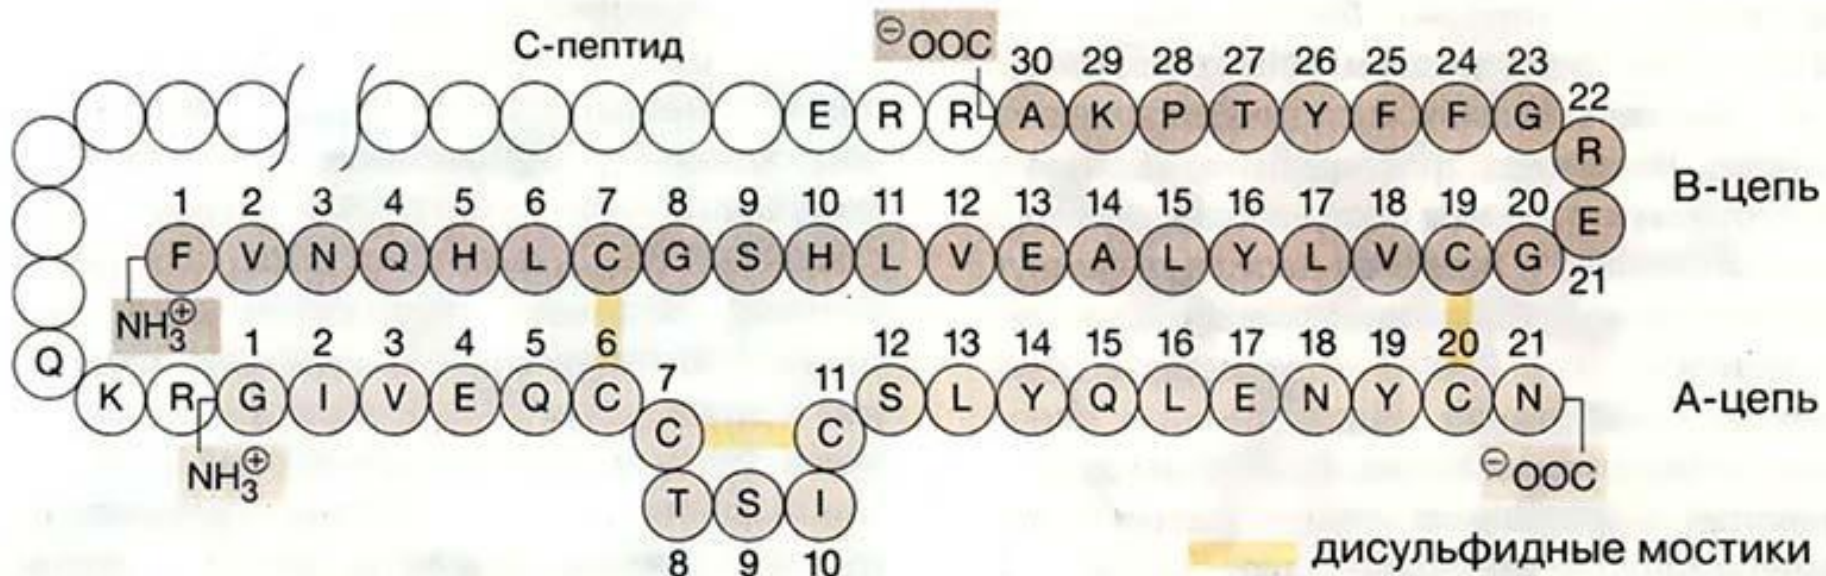 С-пептид
⊖OOC
30 29 28 27 26 25 24 23
E R R A K P T Y F F G
22
R
В-цепь
1 2 3 4 5 6 7 8 9 10 11 12 13 14 15 16 17 18 19 20
E
F V N Q H L C G S H L V E A L Y L V C G
21
NH3⊕
1 2 3 4 5 6
12 13 14 15 16 17 18 19 20 21
Q
7
11
K R G I V E Q C
S L Y Q L E N Y C N
А-цепь
C C
NH3⊕
⊖OOC
T S I
8 9 10
дисульфидные мостики